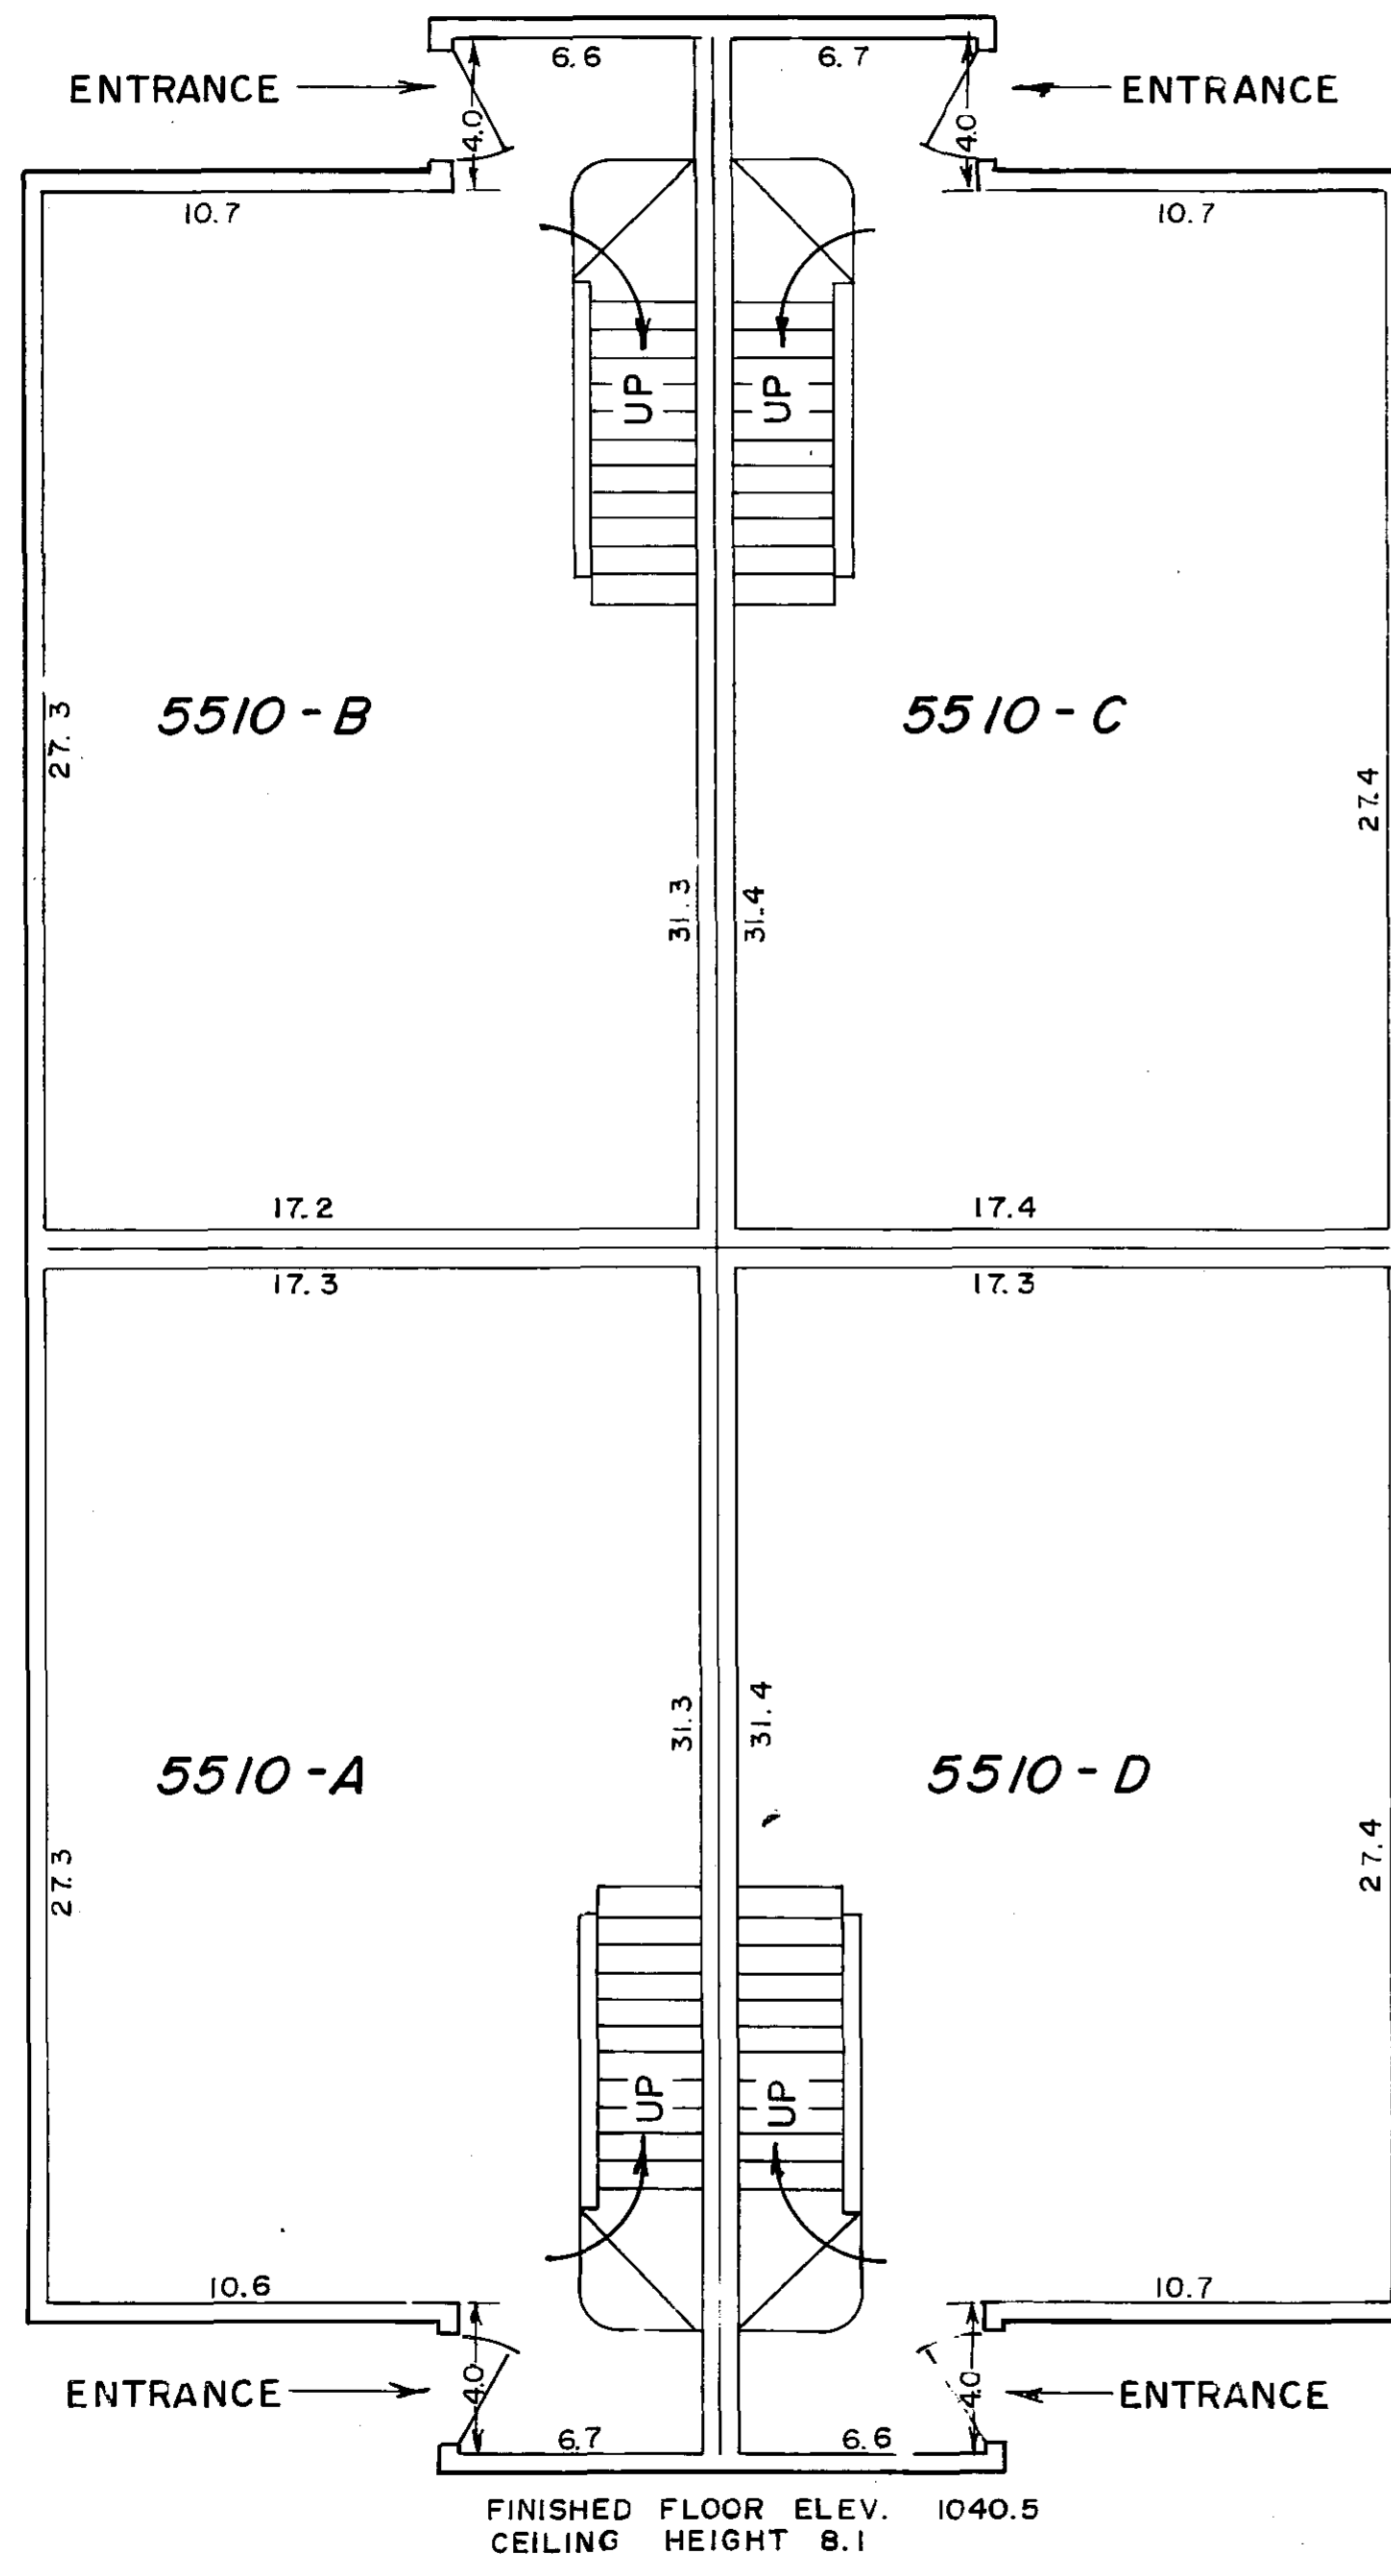 6.6 6.7
ENTRANCE ENTRANCE
4.0 4.0
10.7 10.7
UP UP
5510-B 5510-C
27.3 27.4
31.3 31.4
17.2 17.4
17.3 17.3
31.3 31.4
5510-A 5510-D
27.3 27.4
UP UP
10.6 10.7
4.0 4.0
ENTRANCE ENTRANCE
6.7 6.6
FINISHED FLOOR ELEV. 1040.5
CEILING HEIGHT 8.1